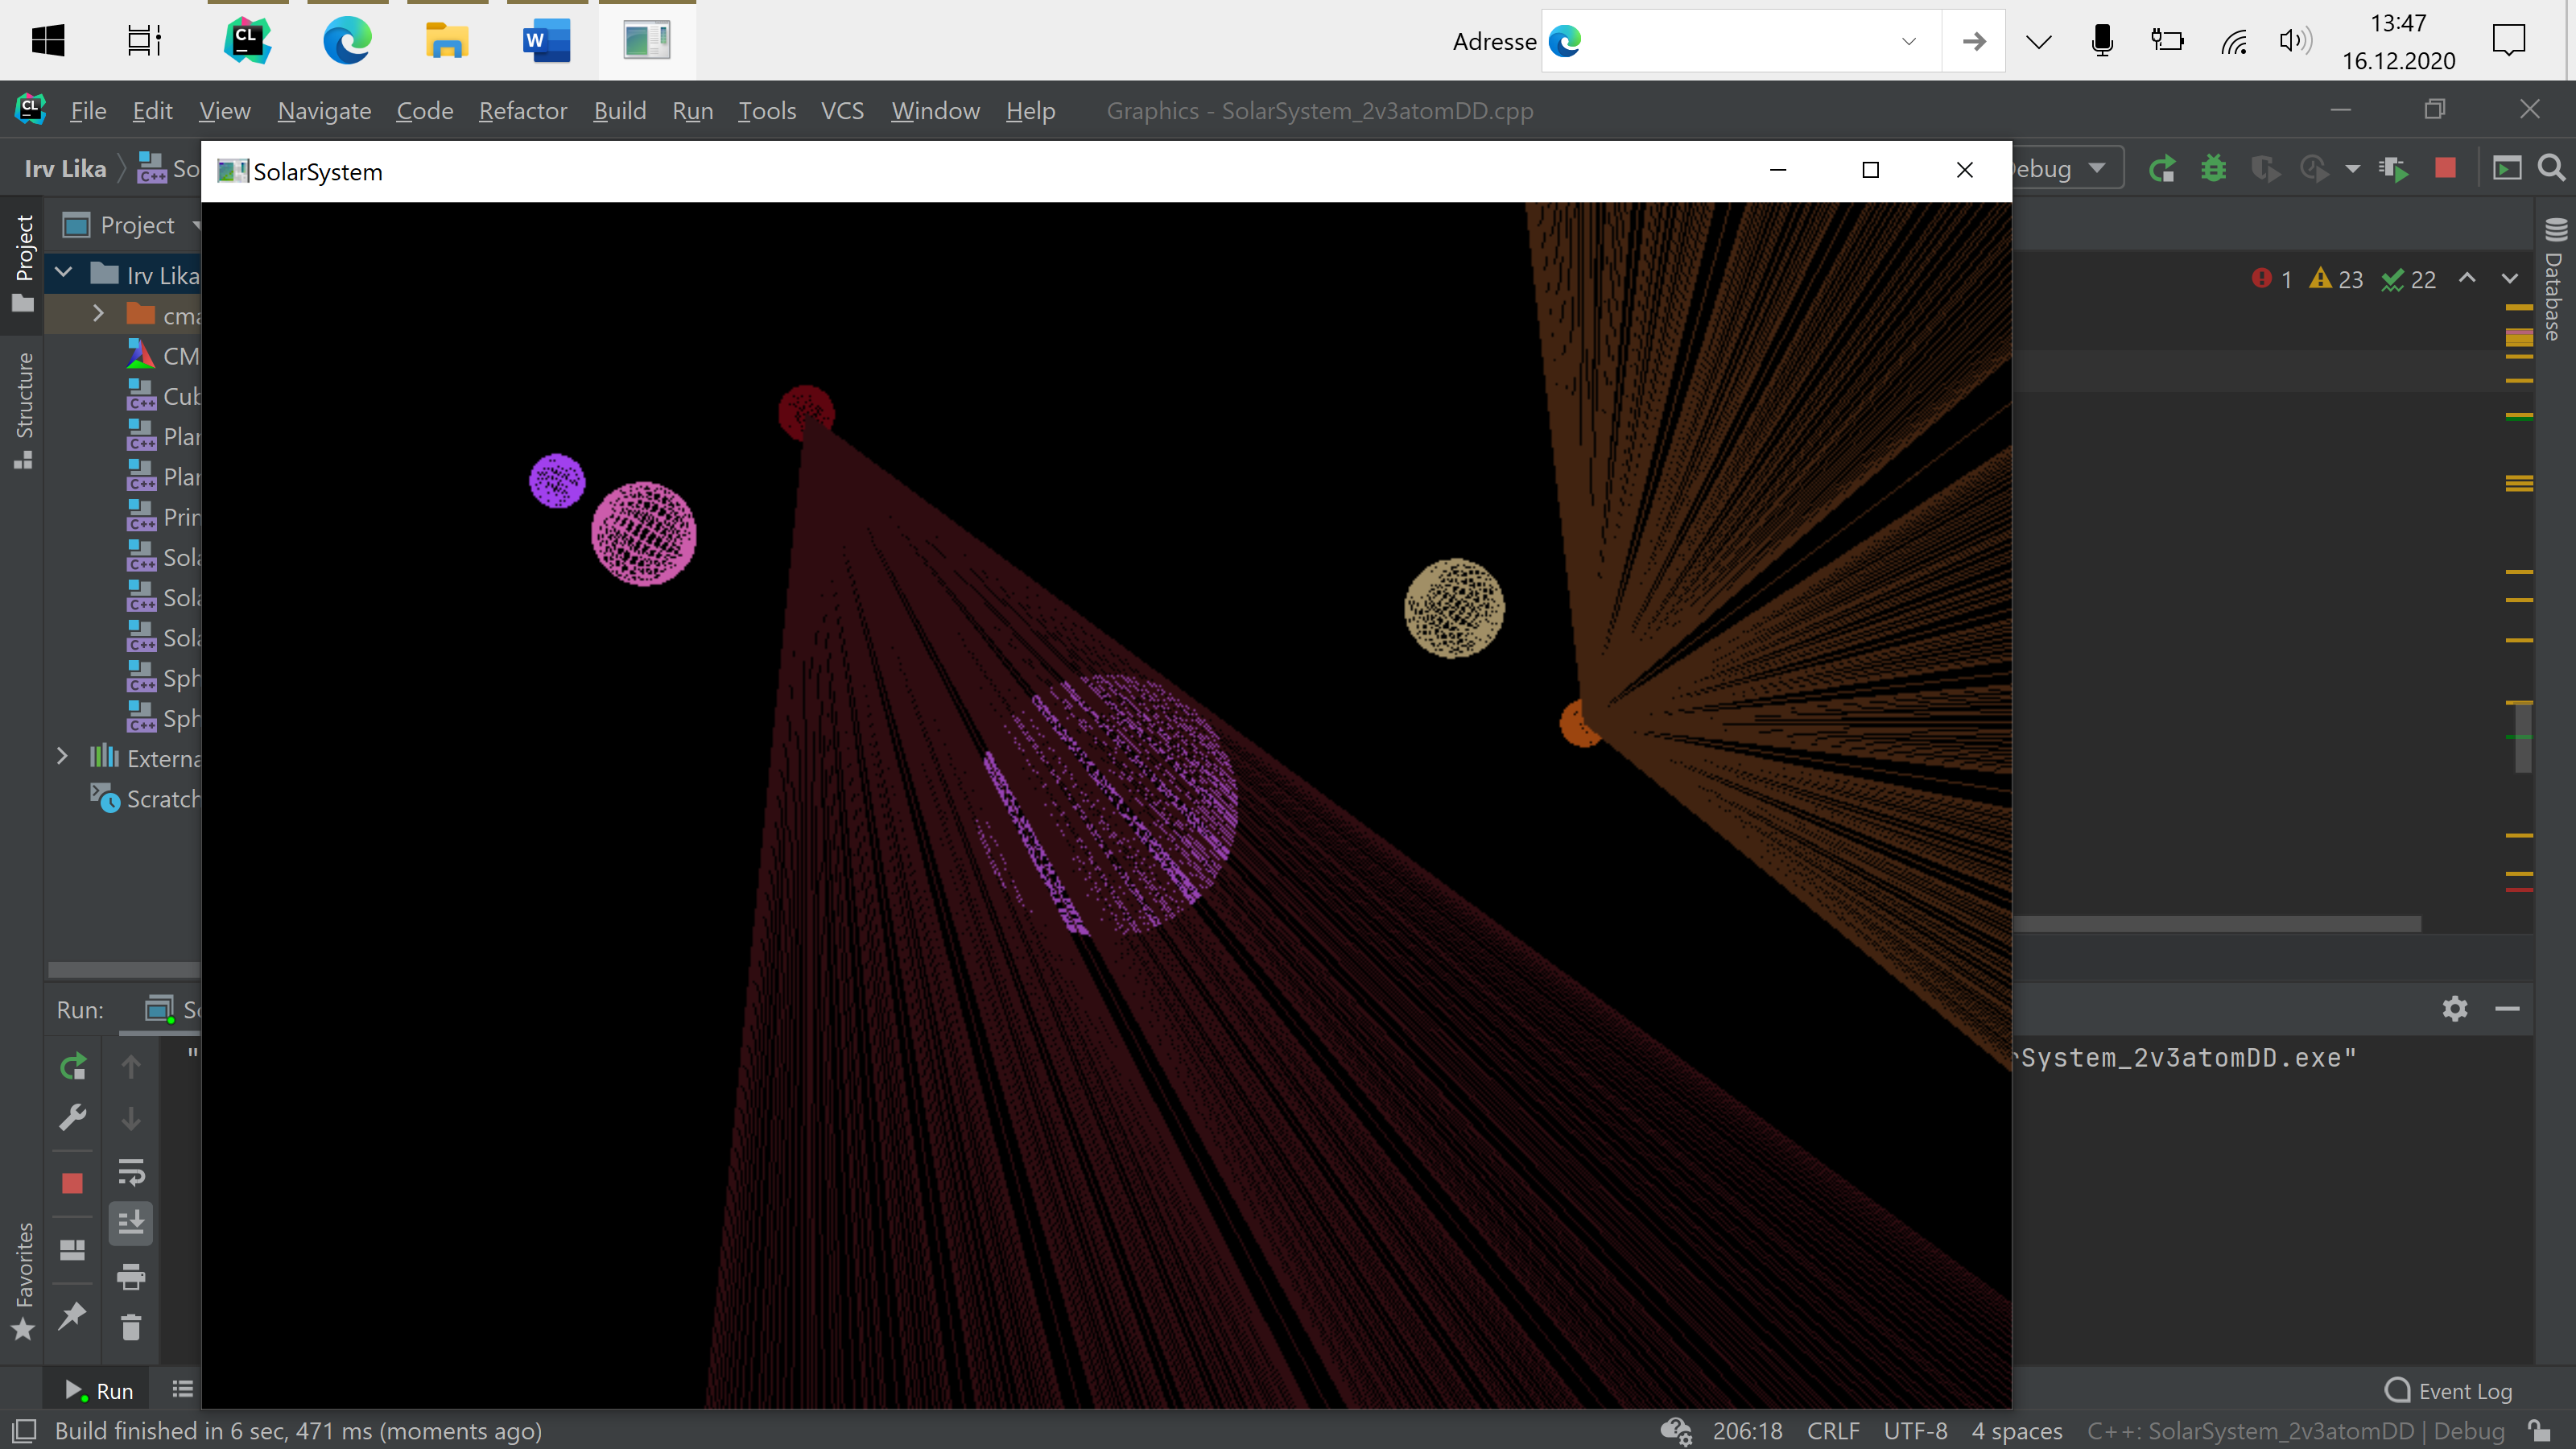 Adresse
13:47
16.12.2020
File Edit View Navigate Code Refactor Build Run Tools VCS Window Help Graphics - SolarSystem_2v3atomDD.cpp
Irv Lika So
SolarSystem
ebug
Project
Project
Irv Lika
1 23 22
Database
cma
CM
Cub
Plan
Plan
Prin
Sola
Sola
Sola
Sph
Sph
Externa
Scratch
Structure
Run: So
"
rSystem_2v3atomDD.exe"
Favorites
Run
Event Log
Build finished in 6 sec, 471 ms (moments ago)
206:18 CRLF UTF-8 4 spaces C++: SolarSystem_2v3atomDD | Debug